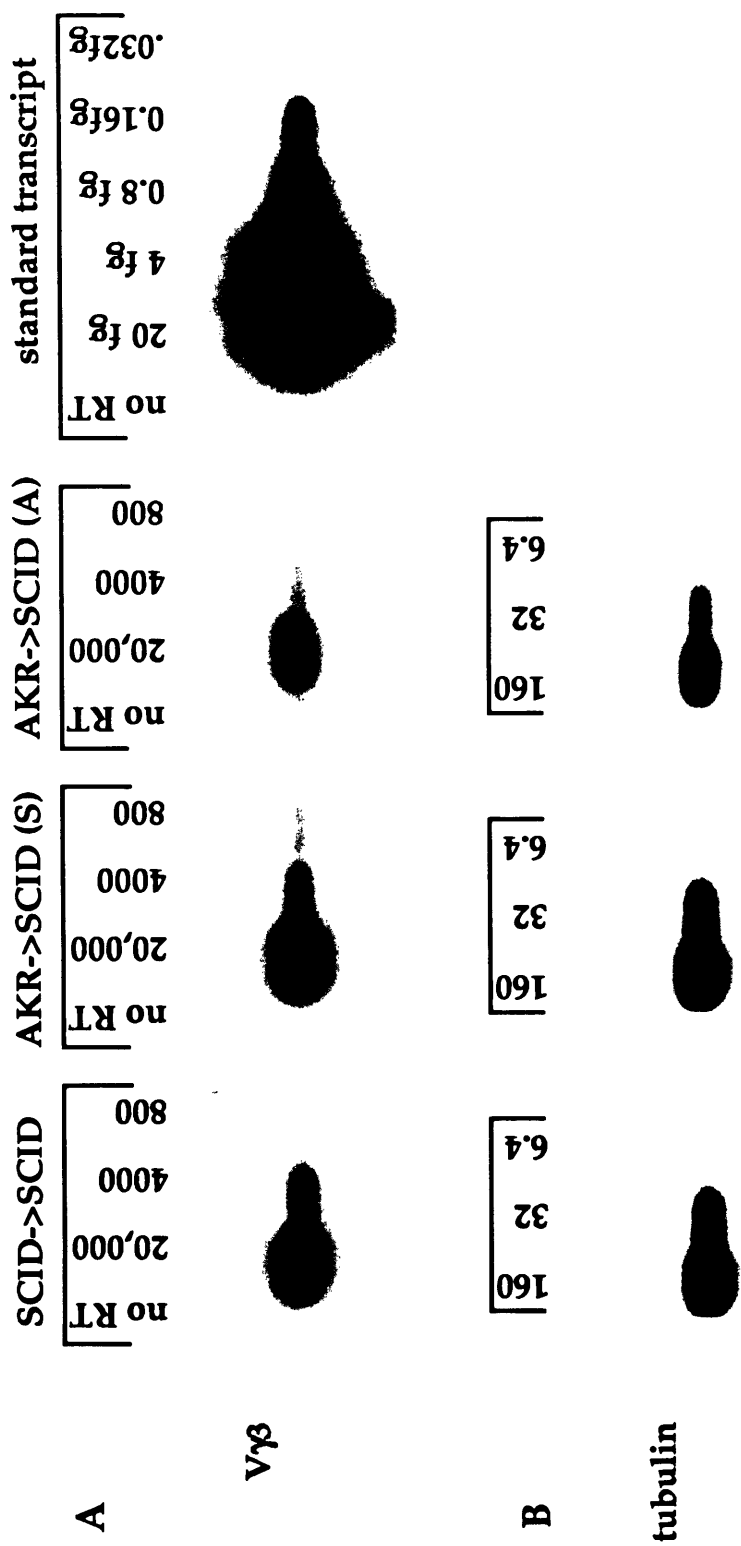 A
SCID->SCID
AKR->SCID (S)
AKR->SCID (A)
standard transcript
no RT
20,000
4000
800
no RT
20,000
4000
800
no RT
20,000
4000
800
no RT
20 fg
4 fg
0.8 fg
0.16fg
.032fg
Vγ3
B
160
32
6.4
160
32
6.4
160
32
6.4
tubulin